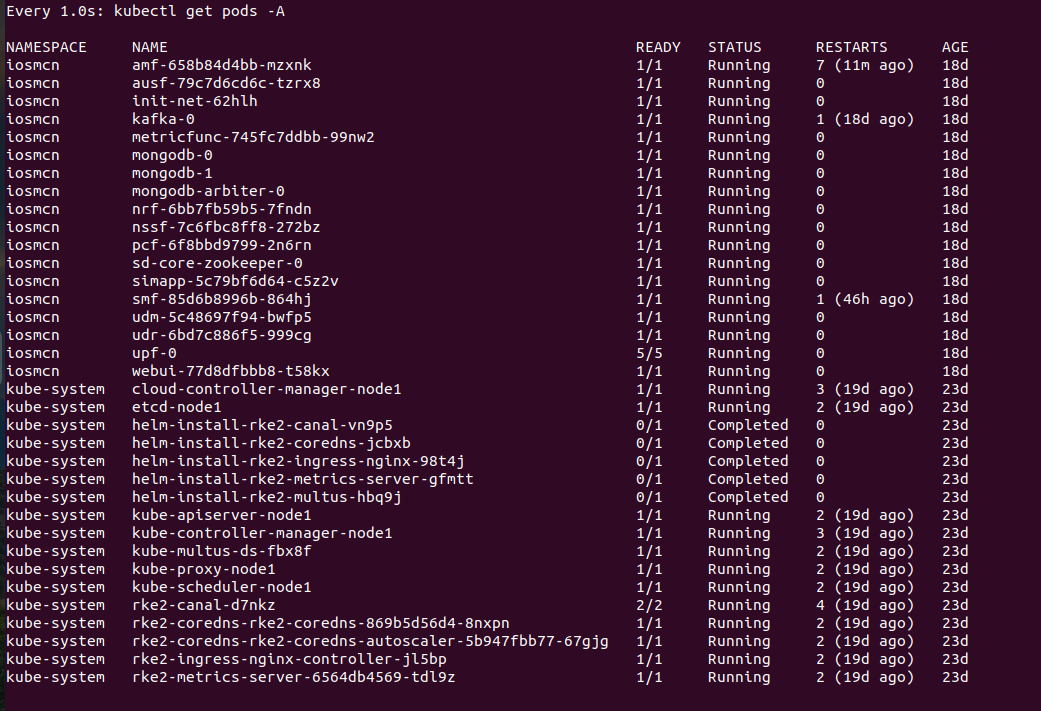 Every 1.0s: kubectl get pods -A
NAMESPACE NAME READY STATUS RESTARTS AGE
iosmcn amf-658b84d4bb-mzxnk 1/1 Running 7 (11m ago) 18d
iosmcn ausf-79c7d6cd6c-tzrx8 1/1 Running 0 18d
iosmcn init-net-62hlh 1/1 Running 0 18d
iosmcn kafka-0 1/1 Running 1 (18d ago) 18d
iosmcn metricfunc-745fc7ddbb-99nw2 1/1 Running 0 18d
iosmcn mongodb-0 1/1 Running 0 18d
iosmcn mongodb-1 1/1 Running 0 18d
iosmcn mongodb-arbiter-0 1/1 Running 0 18d
iosmcn nrf-6bb7fb59b5-7fndn 1/1 Running 0 18d
iosmcn nssf-7c6fbc8ff8-272bz 1/1 Running 0 18d
iosmcn pcf-6f8bbd9799-2n6rn 1/1 Running 0 18d
iosmcn sd-core-zookeeper-0 1/1 Running 0 18d
iosmcn simapp-5c79bf6d64-c5z2v 1/1 Running 0 18d
iosmcn smf-85d6b8996b-864hj 1/1 Running 1 (46h ago) 18d
iosmcn udm-5c48697f94-bwfp5 1/1 Running 0 18d
iosmcn udr-6bd7c886f5-999cg 1/1 Running 0 18d
iosmcn upf-0 5/5 Running 0 18d
iosmcn webui-77d8dfbbb8-t58kx 1/1 Running 0 18d
kube-system cloud-controller-manager-node1 1/1 Running 3 (19d ago) 23d
kube-system etcd-node1 1/1 Running 2 (19d ago) 23d
kube-system helm-install-rke2-canal-vn9p5 0/1 Completed 0 23d
kube-system helm-install-rke2-coredns-jcbxb 0/1 Completed 0 23d
kube-system helm-install-rke2-ingress-nginx-98t4j 0/1 Completed 0 23d
kube-system helm-install-rke2-metrics-server-gfmtt 0/1 Completed 0 23d
kube-system helm-install-rke2-multus-hbq9j 0/1 Completed 0 23d
kube-system kube-apiserver-node1 1/1 Running 2 (19d ago) 23d
kube-system kube-controller-manager-node1 1/1 Running 3 (19d ago) 23d
kube-system kube-multus-ds-fbx8f 1/1 Running 2 (19d ago) 23d
kube-system kube-proxy-node1 1/1 Running 2 (19d ago) 23d
kube-system kube-scheduler-node1 1/1 Running 2 (19d ago) 23d
kube-system rke2-canal-d7nkz 2/2 Running 4 (19d ago) 23d
kube-system rke2-coredns-rke2-coredns-869b5d56d4-8nxpn 1/1 Running 2 (19d ago) 23d
kube-system rke2-coredns-rke2-coredns-autoscaler-5b947fbb77-67gjg 1/1 Running 2 (19d ago) 23d
kube-system rke2-ingress-nginx-controller-jl5bp 1/1 Running 2 (19d ago) 23d
kube-system rke2-metrics-server-6564db4569-tdl9z 1/1 Running 2 (19d ago) 23d